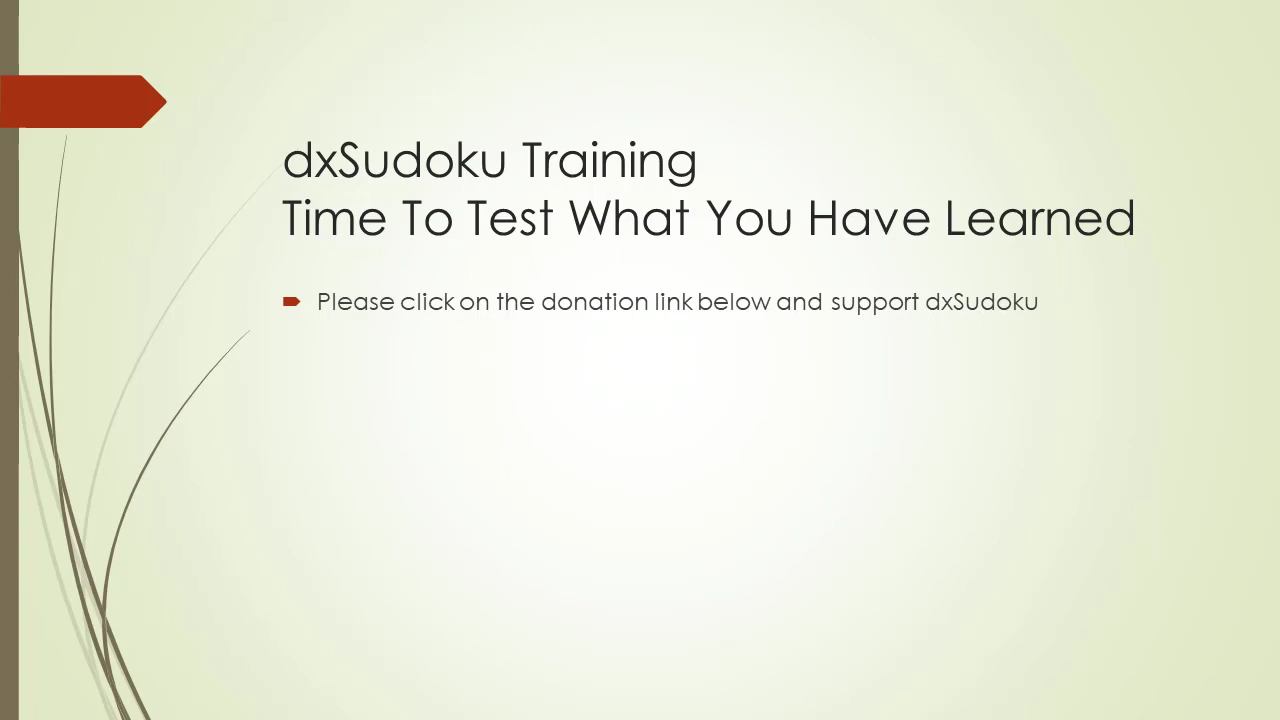 dxSudoku Training
Time To Test What You Have Learned
Please click on the donation link below and support dxSudoku